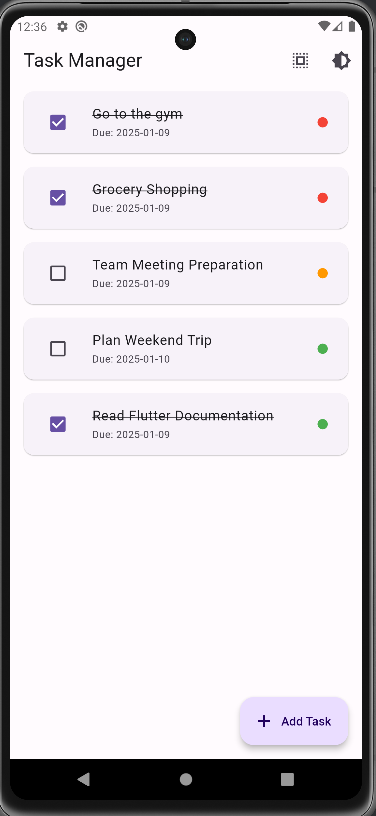 12:36
Task Manager
Go to the gym
Due: 2025-01-09
Grocery Shopping
Due: 2025-01-09
Team Meeting Preparation
Due: 2025-01-09
Plan Weekend Trip
Due: 2025-01-10
Read Flutter Documentation
Due: 2025-01-09
Add Task